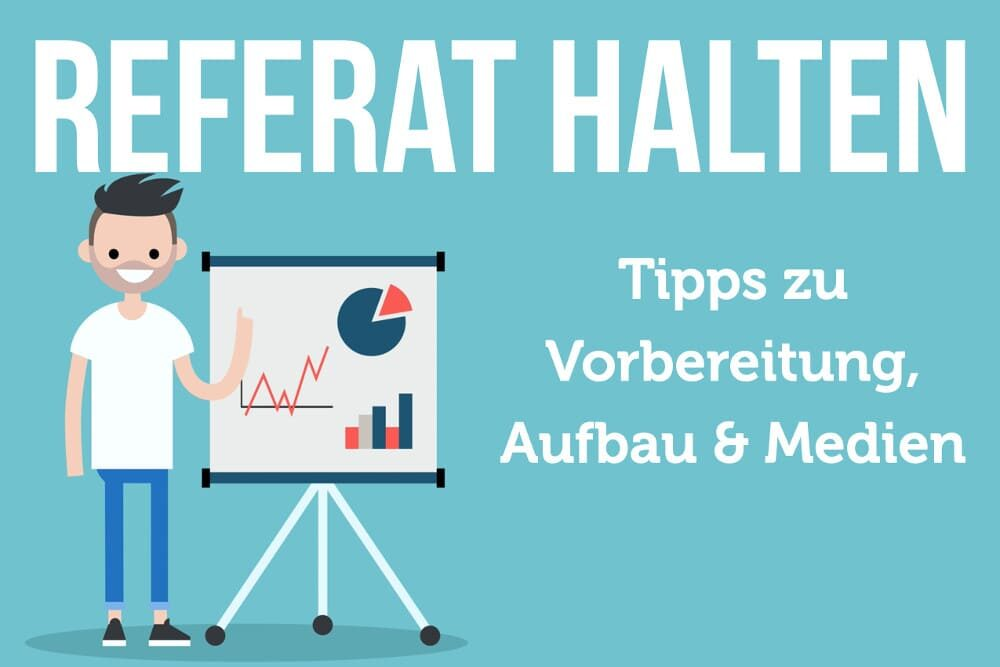 REFERAT HALTEN
Tipps zu
Vorbereitung,
Aufbau & Medien